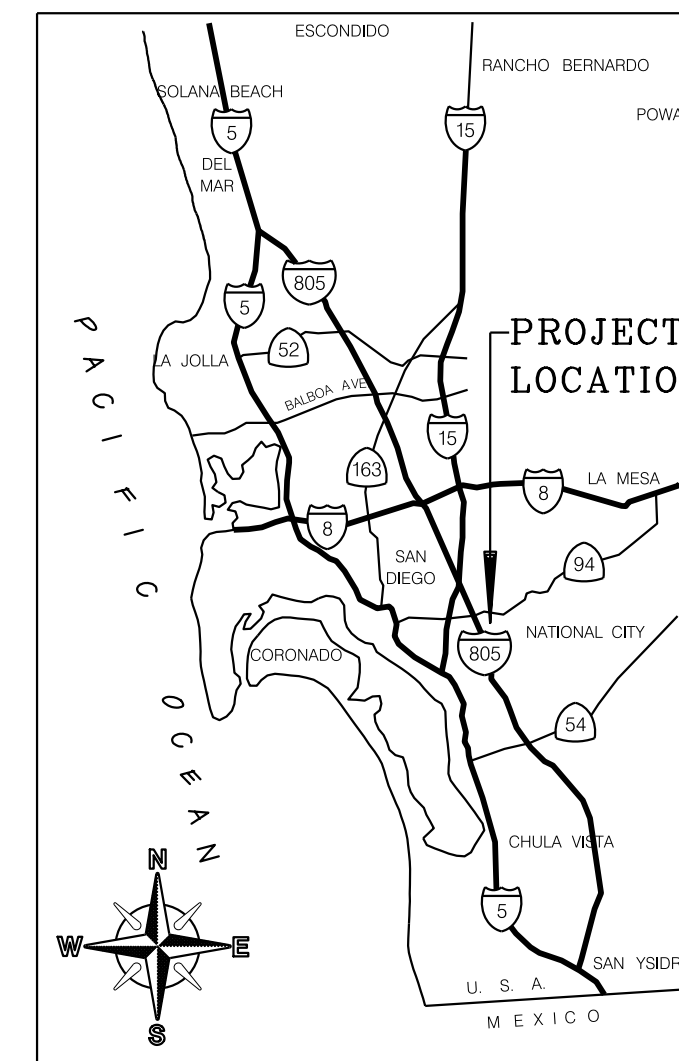 ESCONDIDO
RANCHO BERNARDO
SOLANA BEACH
POWA
5
15
DEL
MAR
805
5
PROJECT
LOCATIO
52
LA JOLLA
BALBOA AVE
PACIFIC
15
163
LA MESA
8
8
SAN
DIEGO
94
NATIONAL CITY
805
CORONADO
54
OCEAN
CHULA VISTA
N
5
W
E
SAN YSIDR
U. S. A.
MEXICO
S